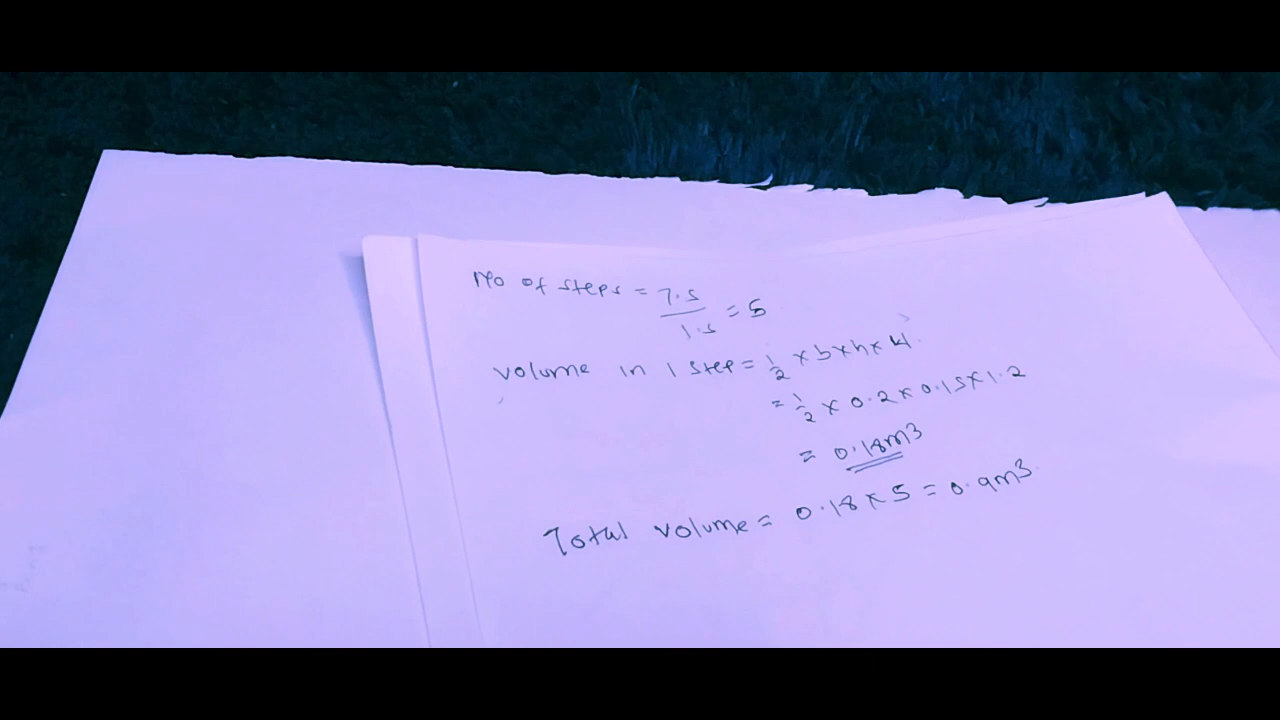 No of steps = 7.5/1.5 = 5
Volume in 1 step = 1/2 × b × h × H
= 1/2 × 0.2 × 0.15 × 1.2
= 0.18m3
Total volume = 0.18 × 5 = 0.9m3